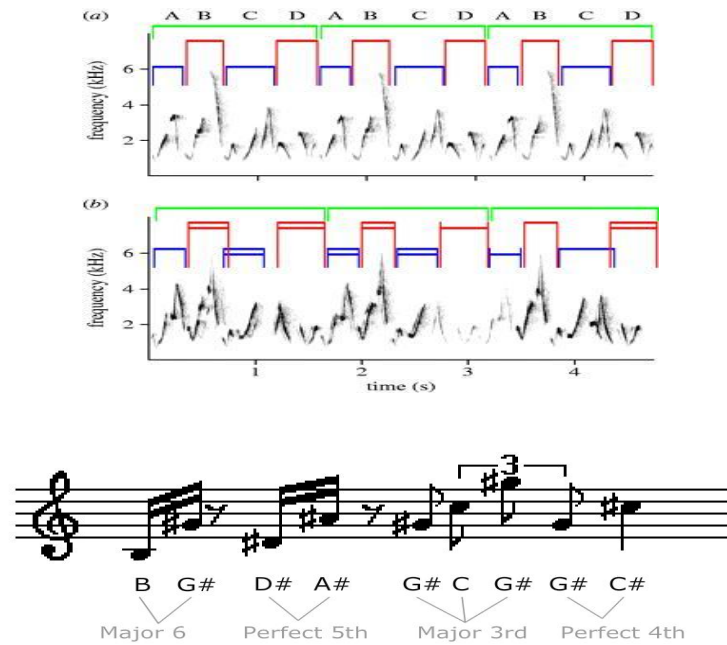 (a) A B C D A B C D A B C D
frequency (kHz)
6
4
2
(b)
frequency (kHz)
6
4
2
1 2 3 4
time (s)
3
B G# D# A# G# C G# G# C#
Major 6 Perfect 5th Major 3rd Perfect 4th